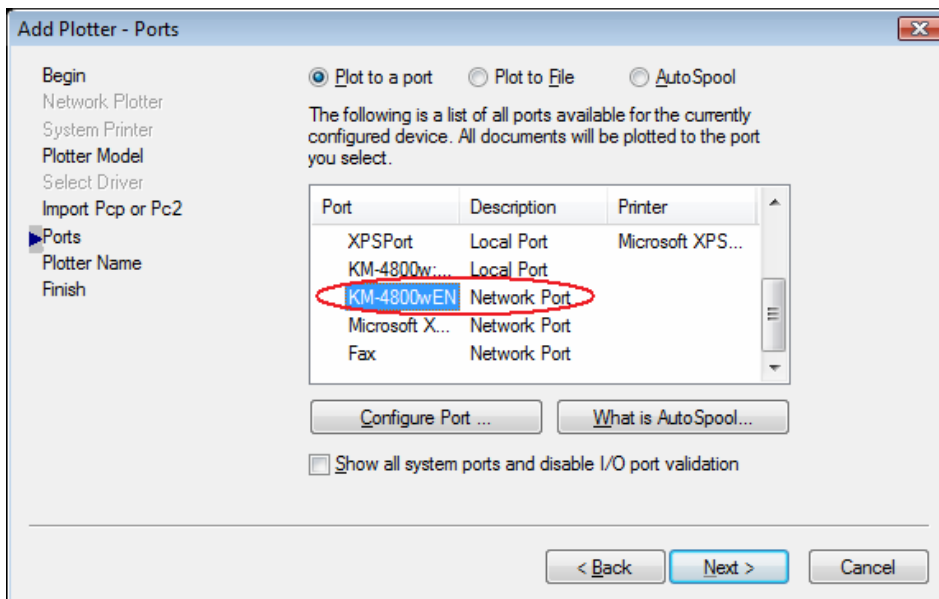 Add Plotter - Ports
Begin
Network Plotter
System Printer
Plotter Model
Select Driver
Import Pcp or Pc2
Ports
Plotter Name
Finish
Plot to a port Plot to File AutoSpool
The following is a list of all ports available for the currently
configured device. All documents will be plotted to the port
you select.
Port Description Printer
XPSPort Local Port Microsoft XPS...
KM-4800w:... Local Port
KM-4800wEN Network Port
Microsoft X... Network Port
Fax Network Port
Configure Port ... What is AutoSpool...
Show all system ports and disable I/O port validation
< Back Next > Cancel